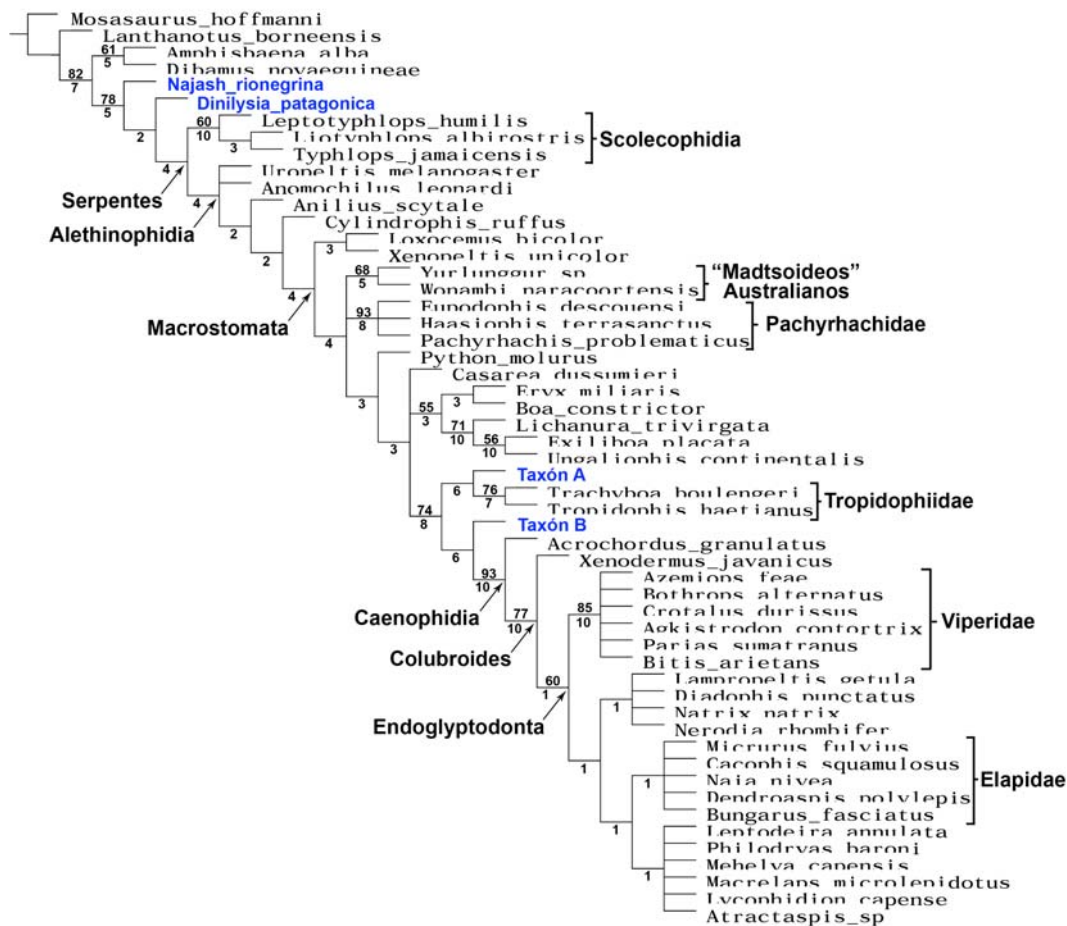 Mosasaurus_hoffmanni
Lanthanotus_borneensis
61
Amphisbaena_alba
5
82
Dibamus_novaeguineae
7
78
Najash_rionegrina
5
Dinilysia_patagonica
2
60
Leptotyphlops_humilis
10
Liotyphlops_albirostris
Scolecophidia
3
Typhlops_jamaicensis
4
Uropeltis_melanogaster
Serpentes
Anomochilus_leonardi
4
Anilius_scytale
Alethinophidia
2
Cylindrophis_ruffus
2
Loxocemus_bicolor
3
Xenopeltis_unicolor
4
68
Yurlunggur_sp
“Madtsoideos”
5
Wonambi_naracoortensis
Australianos
Macrostomata
93
Eupodophis_descouensi
8
Haasiophis_terrasanctus
Pachyrhachidae
4
Pachyrhachis_problematicus
Python_molurus
3
Casarea_dussumieri
55
3
Eryx_miliaris
3
Boa_constrictor
71
Lichanura_trivirgata
3
10
56
Exiliboa_placata
10
Ungaliophis_continentalis
Taxón A
6
76
Trachyboa_boulengeri
Tropidophiidae
7
Tropidophis_haetianus
74
8
Taxón B
6
Acrochordus_granulatus
93
10
Xenodermus_javanicus
Azemiops_feae
Caenophidia
77
85
Bothrops_alternatus
10
10
Crotalus_durissus
Viperidae
Colubroides
Agkistrodon_contortrix
Parias_sumatranus
Bitis_arietans
60
1
Lampropeltis_getula
Endoglyptodonta
1
Diadophis_punctatus
Natrix_natrix
Nerodia_rhombifer
1
Micrurus_fulvius
Cacophis_squamulosus
1
Naja_nivea
Elapidae
Dendroaspis_polylepis
Bungarus_fasciatus
1
Leptodeira_annulata
Philodryas_baroni
1
Mehelya_capensis
Macrelaps_microlepidotus
Lycophidion_capense
Atractaspis_sp